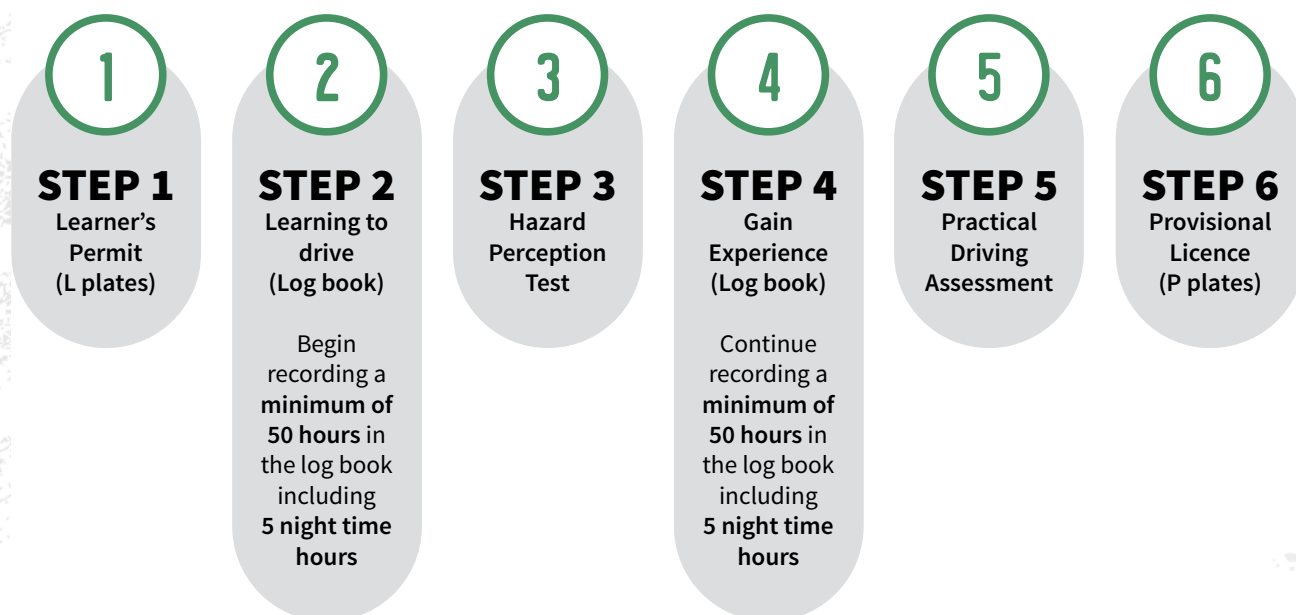 1
STEP 1
Learner's
Permit
(L plates)
2
STEP 2
Learning to
drive
(Log book)
Begin
recording a
minimum of
50 hours in
the log book
including
5 night time
hours
3
STEP 3
Hazard
Perception
Test
4
STEP 4
Gain
Experience
(Log book)
Continue
recording a
minimum of
50 hours in
the log book
including
5 night time
hours
5
STEP 5
Practical
Driving
Assessment
6
STEP 6
Provisional
Licence
(P plates)